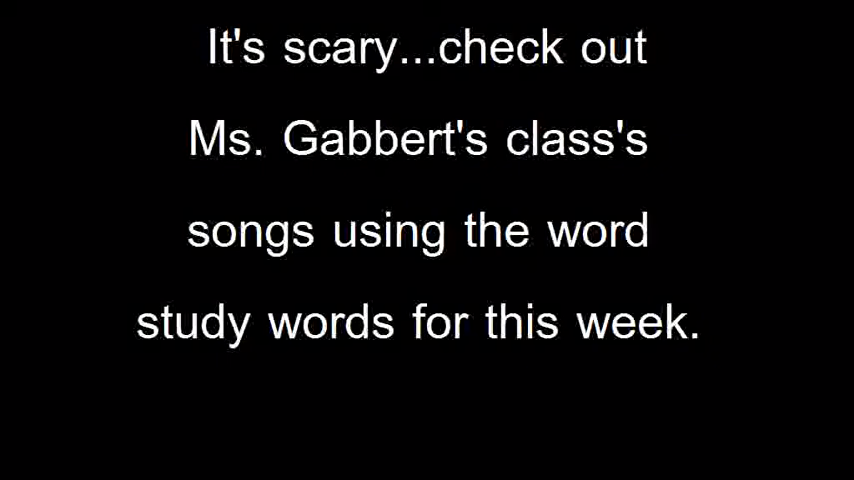 It's scary...check out
Ms. Gabbert's class's
songs using the word
study words for this week.